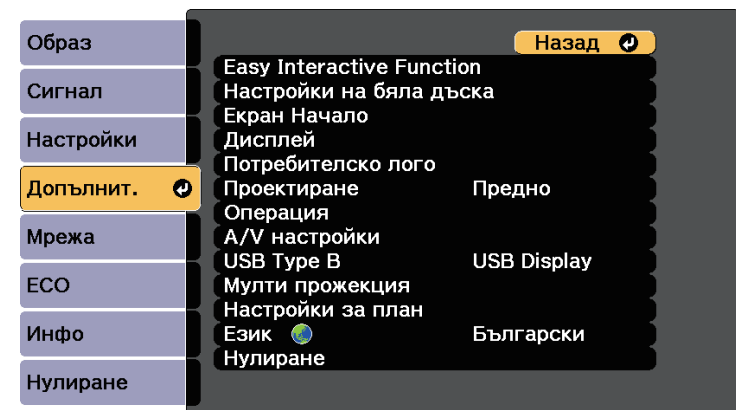 Образ
Сигнал
Настройки
Допълнит.
Мрежа
ECO
Инфо
Нулиране
Назад
Easy Interactive Function
Настройки на бяла дъска
Екран Начало
Дисплей
Потребителско лого
Проектиране Предно
Операция
A/V настройки
USB Type B USB Display
Мулти прожекция
Настройки за план
Език Български
Нулиране